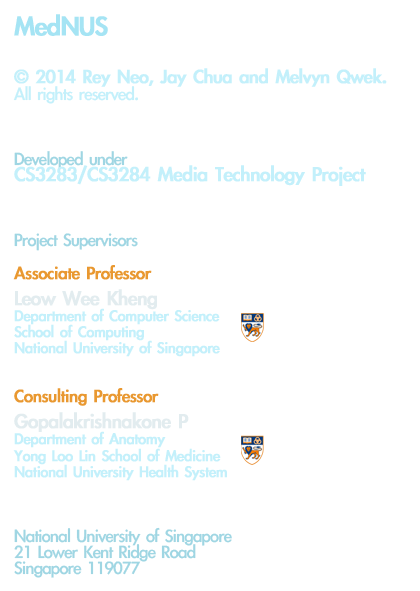 MedNUS
© 2014 Rey Neo, Jay Chua and Melvyn Qwek.
All rights reserved.
Developed under
CS3283/CS3284 Media Technology Project
Project Supervisors
Associate Professor
Leow Wee Kheng
Department of Computer Science
School of Computing
National University of Singapore
Consulting Professor
Gopalakrishnakone P
Department of Anatomy
Yong Loo Lin School of Medicine
National University Health System
National University of Singapore
21 Lower Kent Ridge Road
Singapore 119077